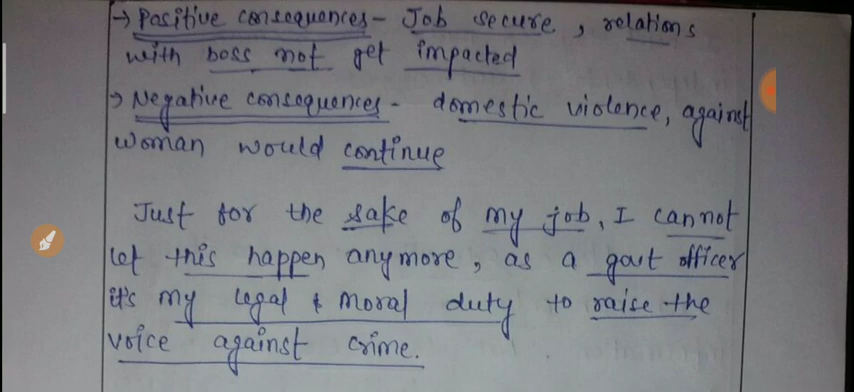 → Positive consequences - Job secure, relations
with boss not get impacted
→ Negative consequences - domestic violence, against
woman would continue
Just for the sake of my job, I cannot
let this happen anymore, as a govt officer
it's my legal & moral duty to raise the
voice against crime.